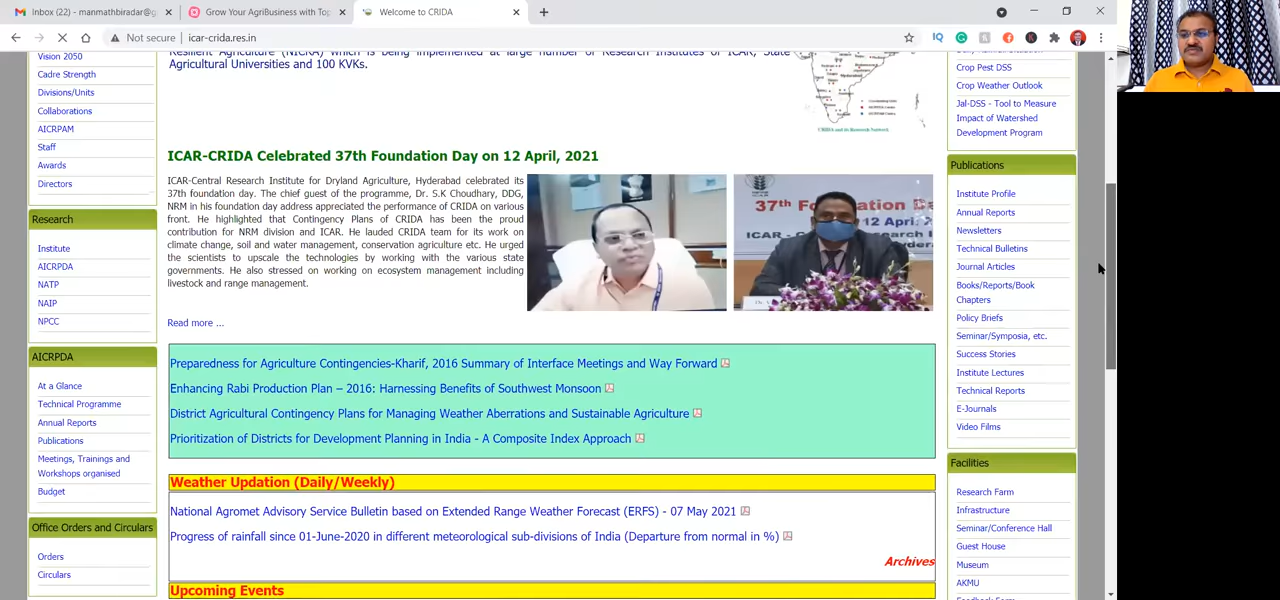 Inbox (22) - manmathbiradar@g
Grow Your AgriBusiness with Top
Welcome to CRIDA
Not secure
icar-crida.res.in
Vision 2050
Cadre Strength
Divisions/Units
Collaborations
AICRPAM
Staff
Awards
Directors
Research
Institute
AICRPDA
NATP
NAIP
NPCC
AICRPDA
At a Glance
Technical Programme
Annual Reports
Publications
Meetings, Trainings and
Workshops organised
Budget
Office Orders and Circulars
Orders
Circulars
Resilient Agriculture (NICRA) which being implemented at large number of Research Institutes of ICAR, State
Agricultural Universities and 100 KVKs.
CRIDA and its Research Network
ICAR-CRIDA Celebrated 37th Foundation Day on 12 April, 2021
ICAR-Central Research Institute for Dryland Agriculture, Hyderabad celebrated its
37th foundation day. The chief guest of the programme, Dr. S.K Choudhary, DDG,
NRM in his foundation day address appreciated the performance of CRIDA on various
front. He highlighted that Contingency Plans of CRIDA has been the proud
contribution for NRM division and ICAR. He lauded CRIDA team for its work on
climate change, soil and water management, conservation agriculture etc. He urged
the scientists to upscale the technologies by working with the various state
governments. He also stressed on working on ecosystem management including
livestock and range management.
37th Foundation Da
12 April, 2021
Read more ...
Preparedness for Agriculture Contingencies-Kharif, 2016 Summary of Interface Meetings and Way Forward
Enhancing Rabi Production Plan – 2016: Harnessing Benefits of Southwest Monsoon
District Agricultural Contingency Plans for Managing Weather Aberrations and Sustainable Agriculture
Prioritization of Districts for Development Planning in India - A Composite Index Approach
Weather Updation (Daily/Weekly)
National Agromet Advisory Service Bulletin based on Extended Range Weather Forecast (ERFS) - 07 May 2021
Progress of rainfall since 01-June-2020 in different meteorological sub-divisions of India (Departure from normal in %)
Archives
Upcoming Events
Crop Pest DSS
Crop Weather Outlook
Jal-DSS - Tool to Measure
Impact of Watershed
Development Program
Publications
Institute Profile
Annual Reports
Newsletters
Technical Bulletins
Journal Articles
Books/Reports/Book
Chapters
Policy Briefs
Seminar/Symposia, etc.
Success Stories
Institute Lectures
Technical Reports
E-Journals
Video Films
Facilities
Research Farm
Infrastructure
Seminar/Conference Hall
Guest House
Museum
AKMU
Feedback Form